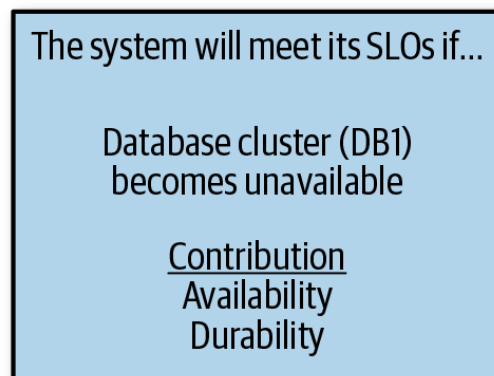 The system will meet its SLOs if...
Database cluster (DB1)
becomes unavailable
Contribution
Availability
Durability